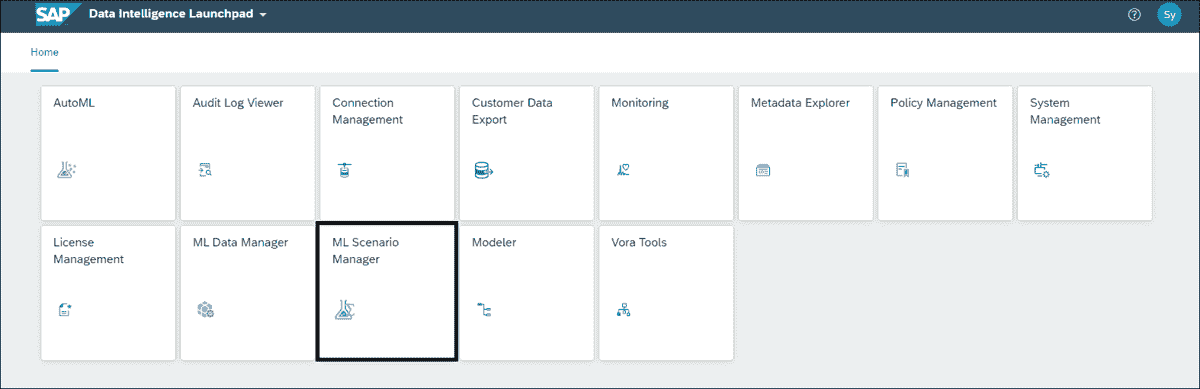 SAP Data Intelligence Launchpad
Sy
Home
AutoML
Audit Log Viewer
Connection
Management
Customer Data
Export
Monitoring
Metadata Explorer
Policy Management
System
Management
License
Management
ML Data Manager
ML Scenario
Manager
Modeler
Vora Tools